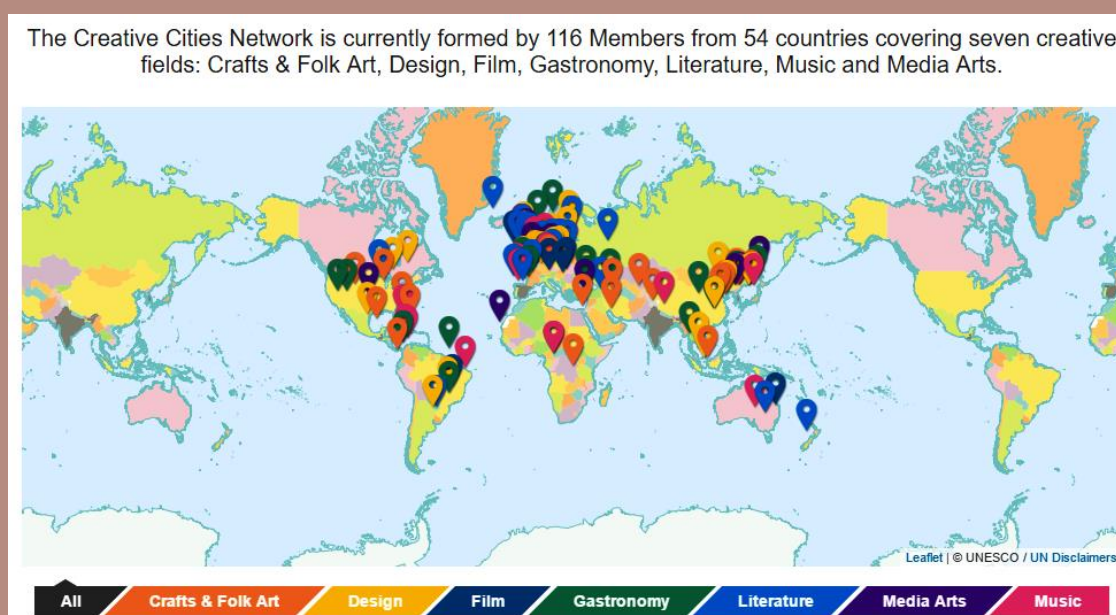 The Creative Cities Network is currently formed by 116 Members from 54 countries covering seven creative
fields: Crafts & Folk Art, Design, Film, Gastronomy, Literature, Music and Media Arts.
Leaflet | © UNESCO / UN Disclaimers
All Crafts & Folk Art Design Film Gastronomy Literature Media Arts Music